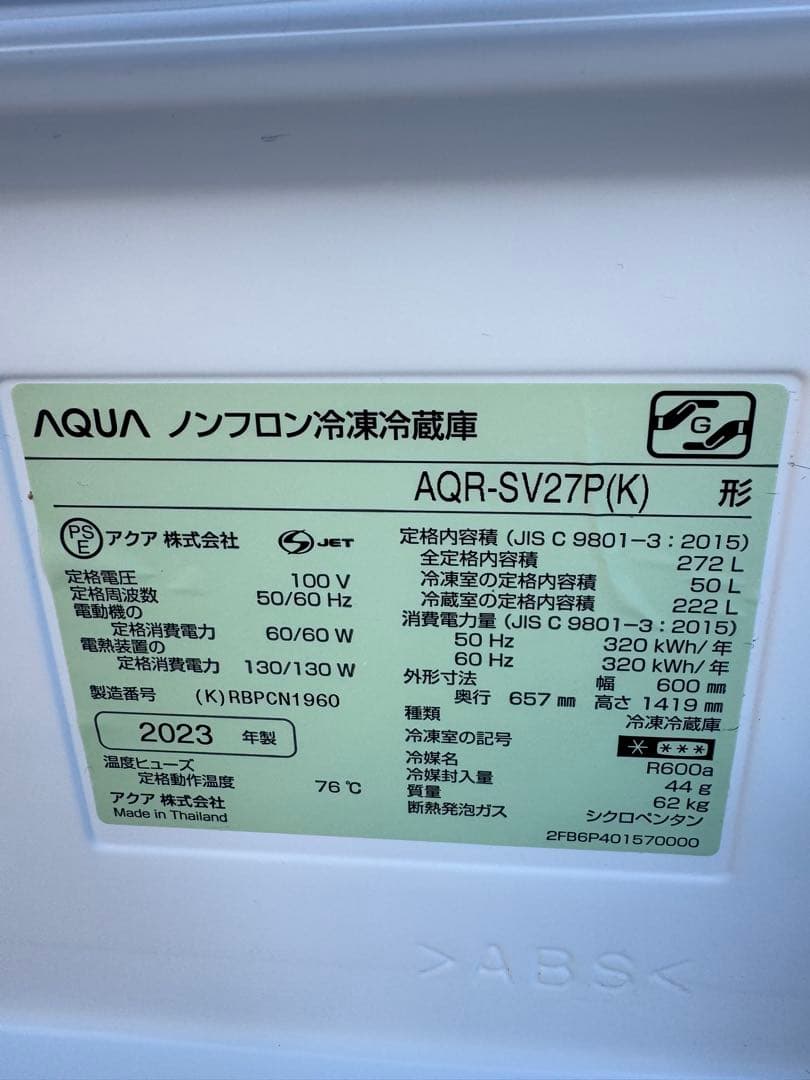 AQUA ノンフロン冷凍冷蔵庫
G
AQR-SV27P(K) 形
PS
E
アクア 株式会社
S JET
定格電圧 100 V
定格周波数 50/60 Hz
電動機の
定格消費電力 60/60 W
電熱装置の
定格消費電力 130/130 W
製造番号 (K)RBPCN1960
2023 年製
温度ヒューズ
定格動作温度 76 ℃
アクア 株式会社
Made in Thailand
定格内容積 (JIS C 9801-3:2015)
全定格内容積 272 L
冷凍室の定格内容積 50 L
冷蔵室の定格内容積 222 L
消費電力量 (JIS C 9801-3:2015)
50 Hz 320 kWh/年
60 Hz 320 kWh/年
外形寸法 幅 600 mm
奥行 657 mm 高さ 1419 mm
種類 冷凍冷蔵庫
冷凍室の記号 * ***
冷媒名 R600a
冷媒封入量 44 g
質量 62 kg
断熱発泡ガス シクロペンタン
2FB6P401570000
>ABS<